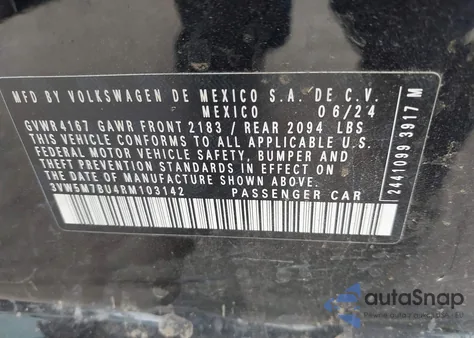 MFD BY VOLKSWAGEN DE MEXICO S.A. DE C.V.
MEXICO 06/24
GVWR 4167 GAWR FRONT 2183 / REAR 2094 LBS
THIS VEHICLE CONFORMS TO ALL APPLICABLE
FEDERAL MOTOR VEHICLE SAFETY, BUMPER AND
THEFT PREVENTION STANDARDS IN EFFECT ON
THE DATE OF MANUFACTURE SHOWN ABOVE.
3VW5M7BU4RM103142 PASSENGER CAR
2441099 3917 M
autoSnap